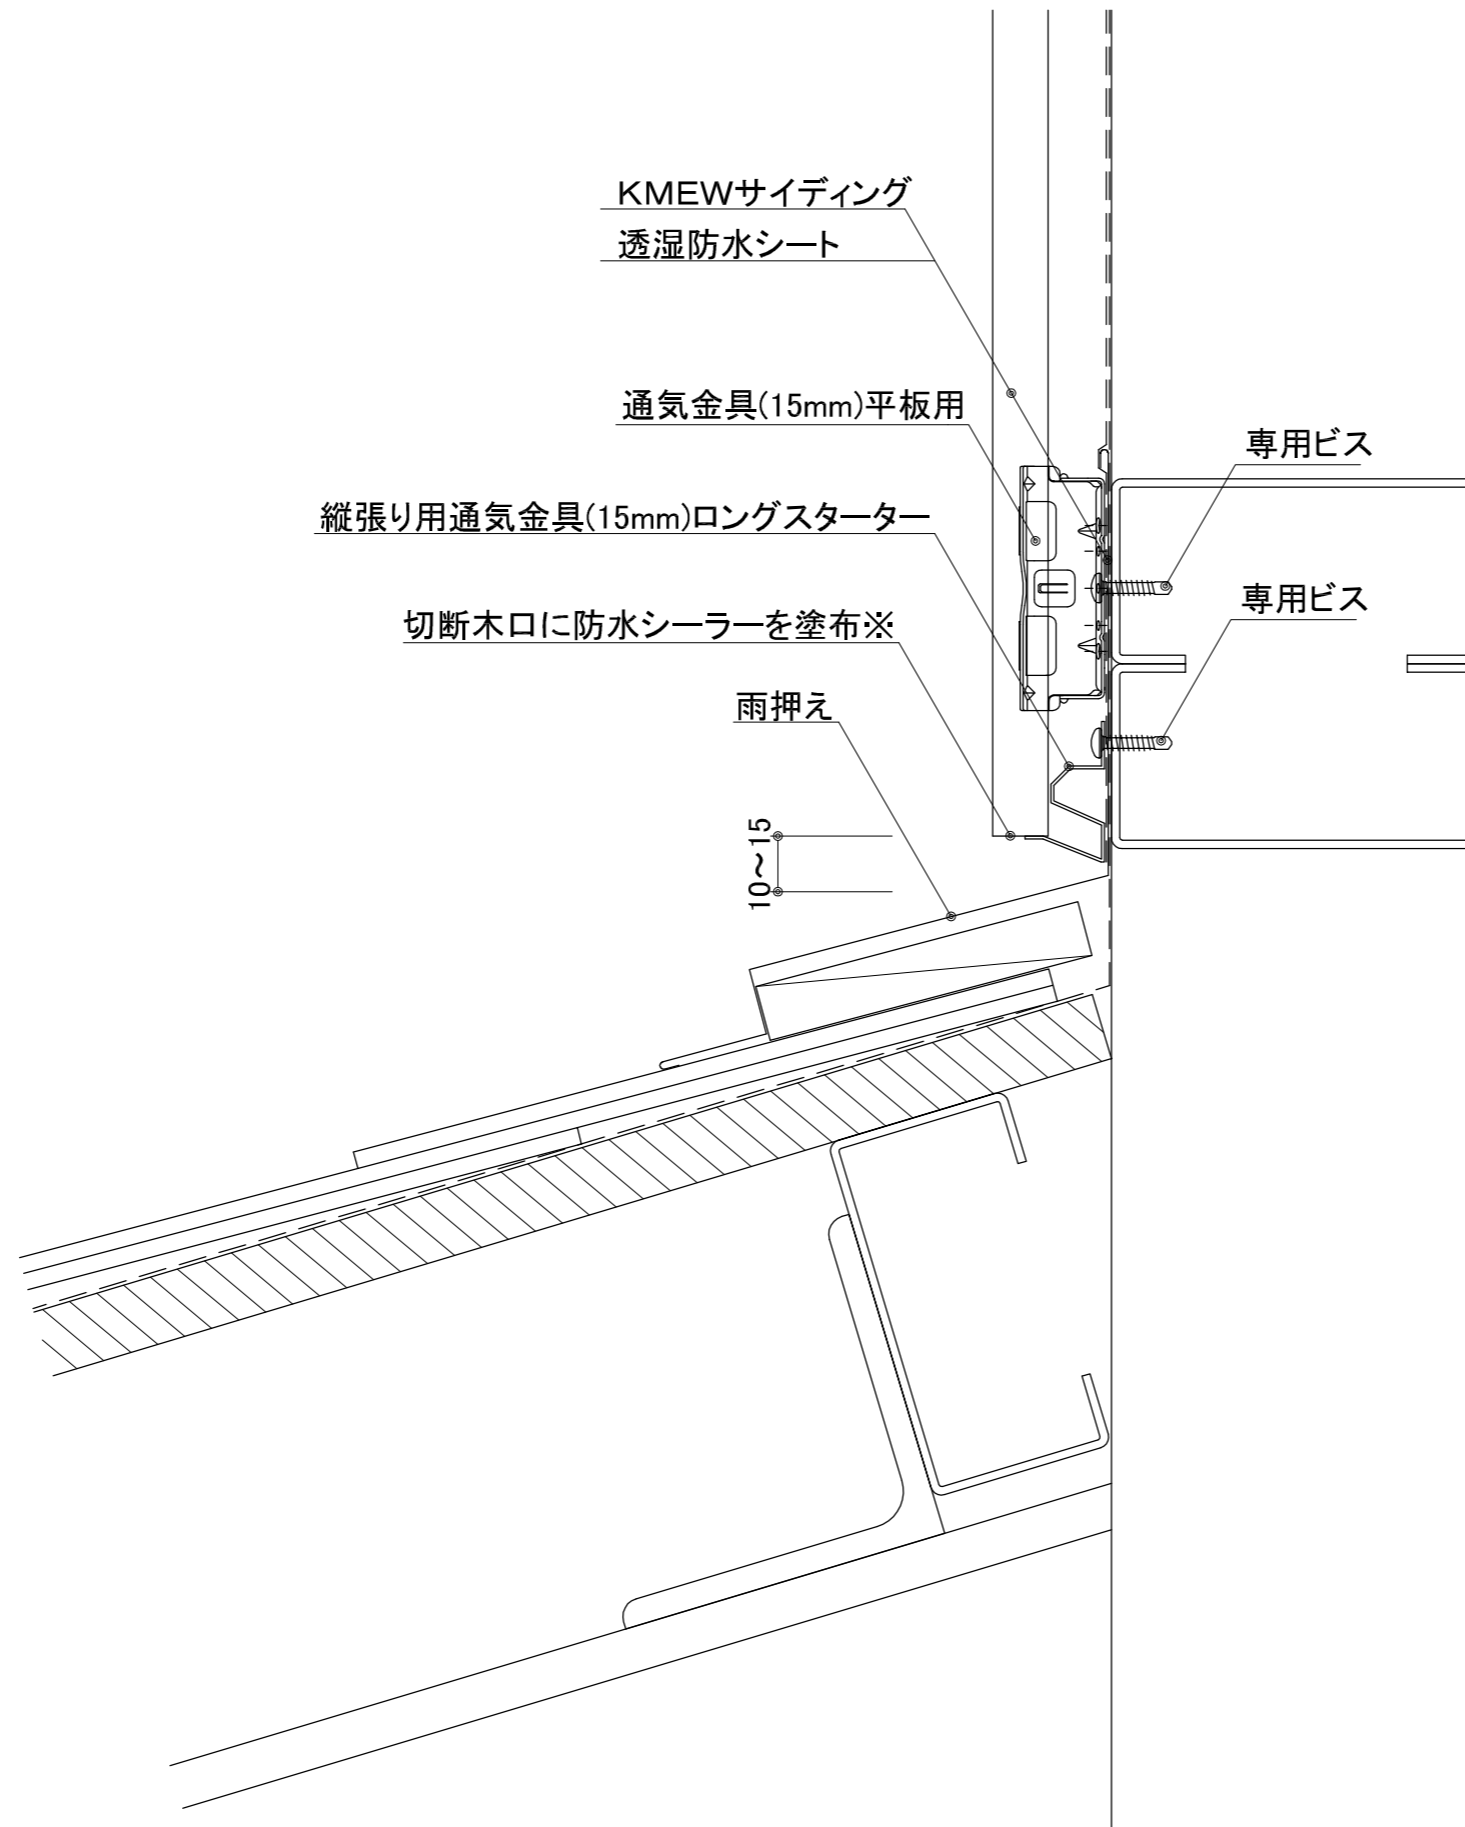 KMEWサイディング
透湿防水シート
通気金具(15mm)平板用
専用ビス
縦張り用通気金具(15mm)ロングスターター
専用ビス
切断木口に防水シーラーを塗布※
雨押え
10～15